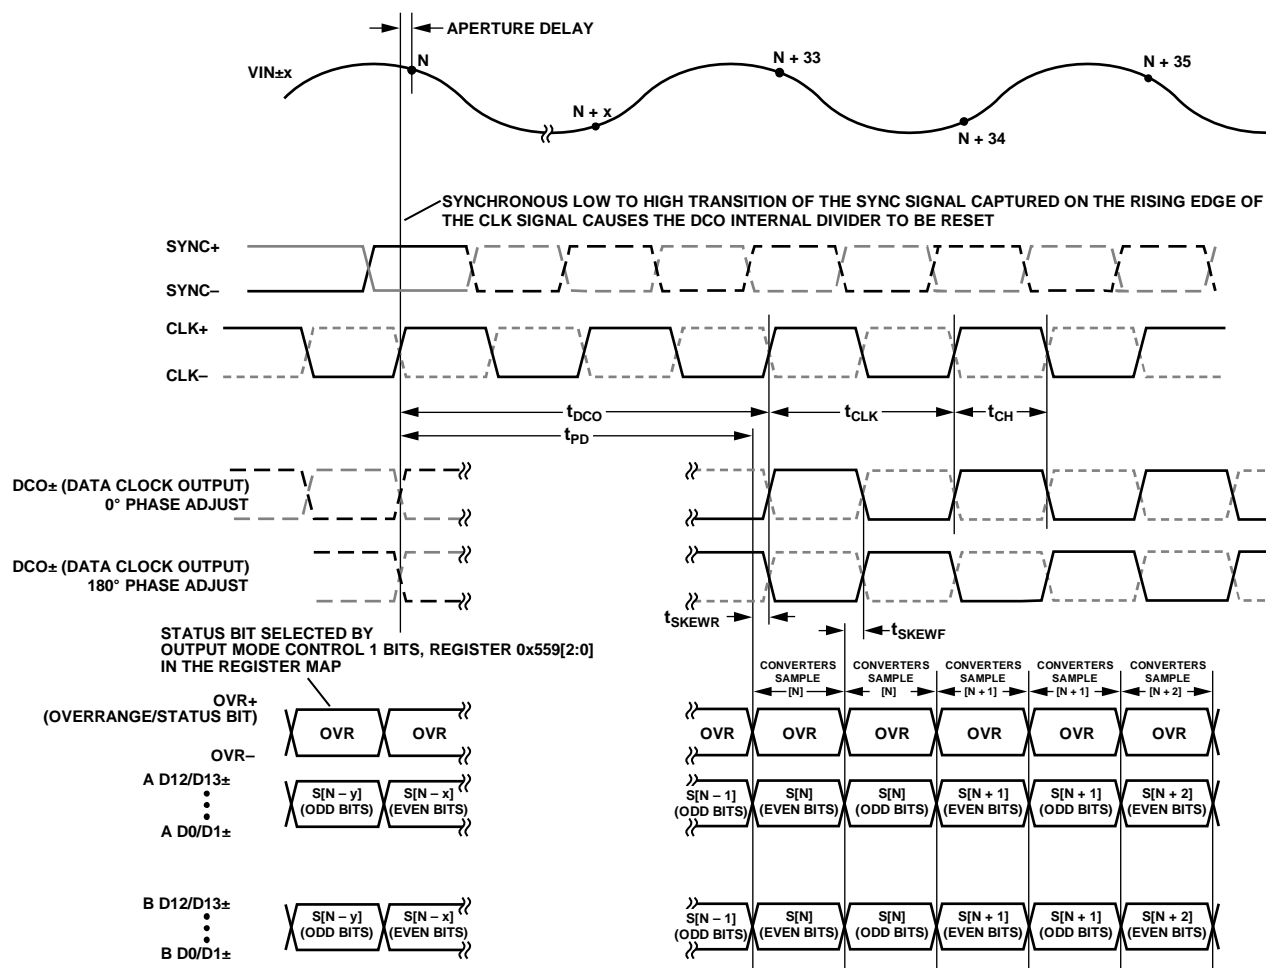 APERTURE DELAY
N
N + 33
N + 35
VIN±x
N + x
N + 34
SYNCHRONOUS LOW TO HIGH TRANSITION OF THE SYNC SIGNAL CAPTURED ON THE RISING EDGE OF
THE CLK SIGNAL CAUSES THE DCO INTERNAL DIVIDER TO BE RESET
SYNC+
SYNC–
CLK+
CLK–
tDCO
tCLK
tCH
tPD
DCO± (DATA CLOCK OUTPUT)
0° PHASE ADJUST
DCO± (DATA CLOCK OUTPUT)
180° PHASE ADJUST
tSKEWR
tSKEWF
STATUS BIT SELECTED BY
OUTPUT MODE CONTROL 1 BITS, REGISTER 0x559[2:0]
IN THE REGISTER MAP
CONVERTERS SAMPLE [N]
CONVERTERS SAMPLE [N]
CONVERTERS SAMPLE [N + 1]
CONVERTERS SAMPLE [N + 1]
CONVERTERS SAMPLE [N + 2]
OVR+
(OVERRANGE/STATUS BIT)
OVR–
OVR OVR OVR OVR OVR OVR OVR OVR
A D12/D13±
A D0/D1±
S[N – y] (ODD BITS)
S[N – x] (EVEN BITS)
S[N – 1] (ODD BITS)
S[N] (EVEN BITS)
S[N] (ODD BITS)
S[N + 1] (EVEN BITS)
S[N + 1] (ODD BITS)
S[N + 2] (EVEN BITS)
B D12/D13±
B D0/D1±
S[N – y] (ODD BITS)
S[N – x] (EVEN BITS)
S[N – 1] (ODD BITS)
S[N] (EVEN BITS)
S[N] (ODD BITS)
S[N + 1] (EVEN BITS)
S[N + 1] (ODD BITS)
S[N + 2] (EVEN BITS)